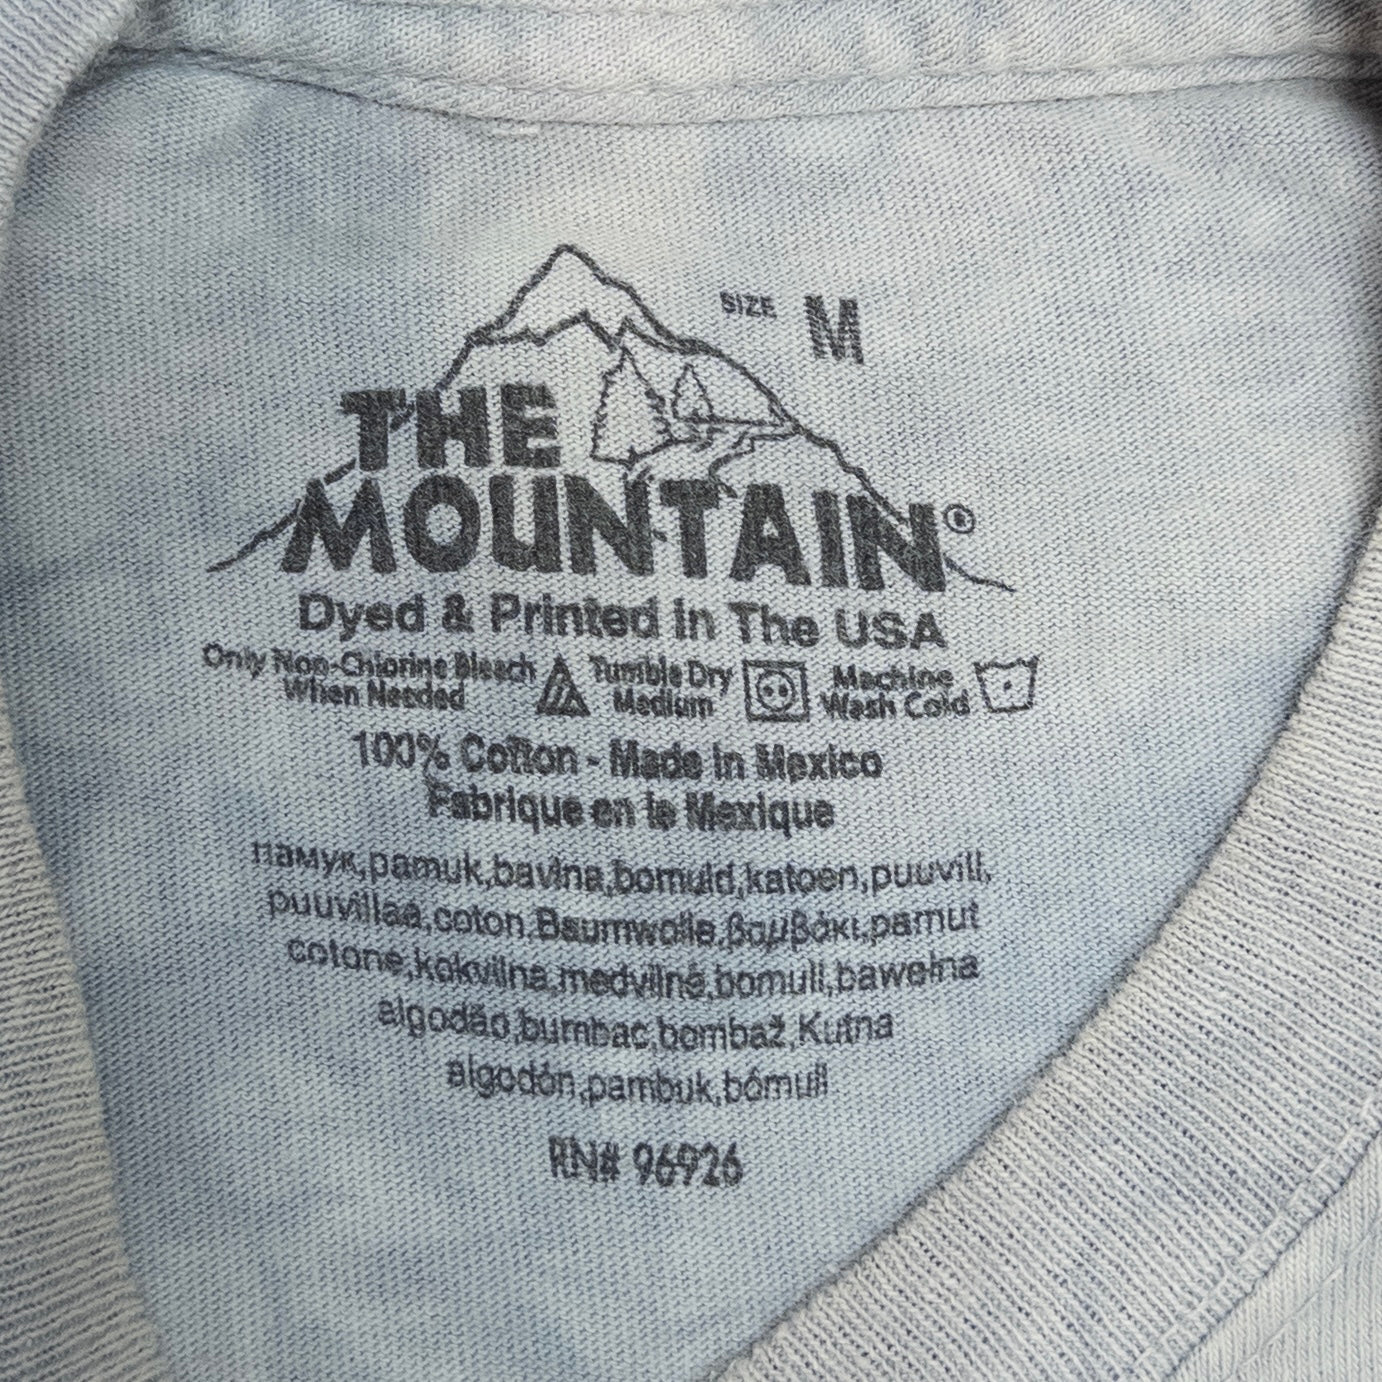 SIZE M
THE
MOUNTAIN®
Dyed & Printed in The USA
Only Non-Chlorine Bleach
When Needed
Tumble Dry
Medium
Machine
Wash Cold
100% Cotton - Made in Mexico
Fabrique en le Mexique
памук,pamuk,bavlna,bomuld,katoen,puuvill,
puuvillaa,coton,Baumwolle,βαμβάκι,pamut
cotone,kokvilna,medvilnė,bomull,bawełna
algodão,bumbac,bombaž,Kutna
algodón,pambuk,bómull
RN# 96926